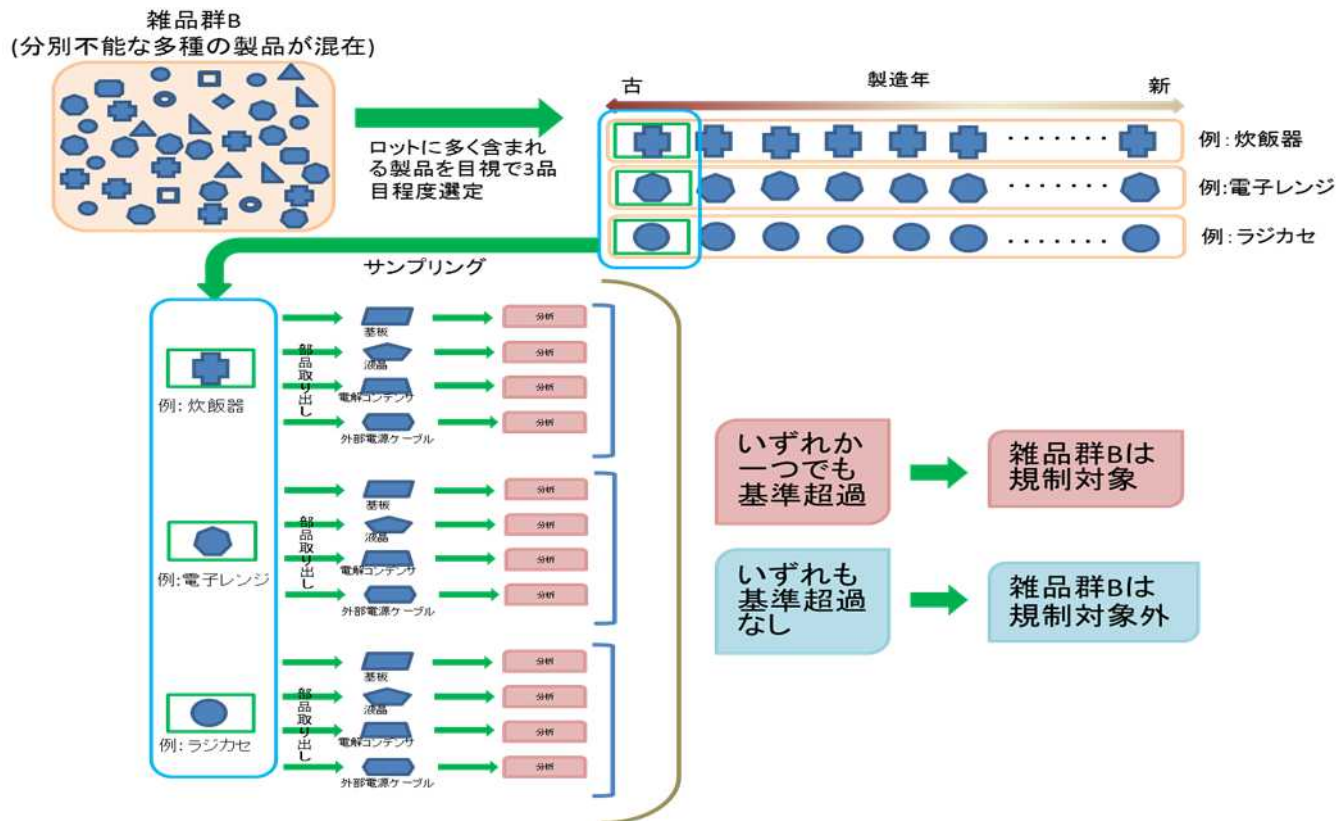 雑品群B
(分別不能な多種の製品が混在)
ロットに多く含まれ
る製品を目視で3品
目程度選定
古
製造年
新
例：炊飯器
例：電子レンジ
例：ラジカセ
サンプリング
例：炊飯器
部品取り出し
基板
分析
液晶
分析
電解コンデンサ
分析
外部電源ケーブル
分析
例：電子レンジ
部品取り出し
基板
分析
液晶
分析
電解コンデンサ
分析
外部電源ケーブル
分析
例：ラジカセ
部品取り出し
基板
分析
液晶
分析
電解コンデンサ
分析
外部電源ケーブル
分析
いずれか
一つでも
基準超過
雑品群Bは
規制対象
いずれも
基準超過
なし
雑品群Bは
規制対象外